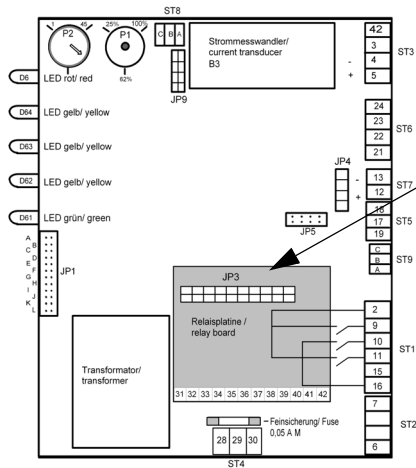 ST8
1 45
P2
25% 100%
P1
62%
C B A
Strommesswandler/
current transducer
B3
-
+
42
3
4
5
ST3
D6
LED rot/ red
JP9
D64
LED gelb/ yellow
24
23
22
21
ST6
D63
LED gelb/ yellow
JP4
-
+
D62
LED gelb/ yellow
13
12
ST7
D61
LED grün/ green
JP5
18
17
19
ST5
C
B
A
ST9
A
B
C
D
E
F
G
H
I
J
K
L
JP1
JP3
Relaisplatine /
relay board
2
9
10
11
15
16
ST1
Transformator/
transformer
31 32 33 34 35 36 37 38 39 40 41 42
Feinsicherung/ Fuse
0,05 A M
28 29 30
ST4
7
6
ST2